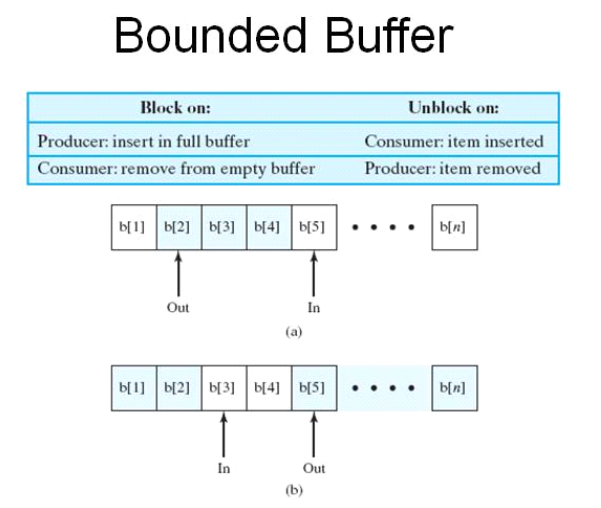 Bounded Buffer
Block on: Unblock on:
Producer: insert in full buffer Consumer: item inserted
Consumer: remove from empty buffer Producer: item removed
b[1] b[2] b[3] b[4] b[5] • • • • b[n]
Out In
(a)
b[1] b[2] b[3] b[4] b[5] • • • • b[n]
In Out
(b)